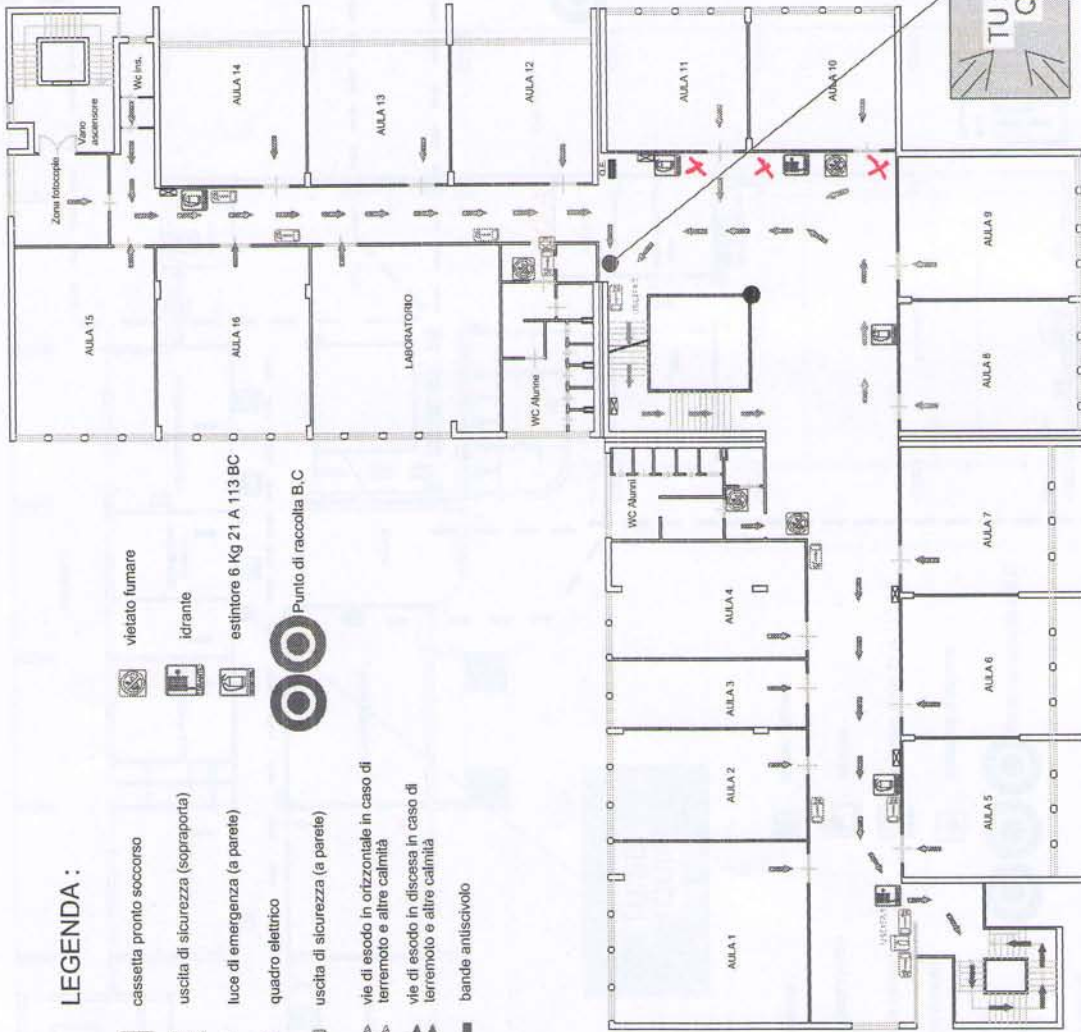 LEGENDA :
cassetta pronto soccorso
uscita di sicurezza (sopraporta)
luce di emergenza (a parete)
quadro elettrico
uscita di sicurezza (a parete)
vie di esodo in orizzontale in caso di
terremoto e altre calmità
vie di esodo in discesa in caso di
terremoto e altre calmità
bande antiscivolo
vietato fumare
idrante
estintore 6 Kg 21 A 113 BC
Punto di raccolta B,C
Zona fotocopie
Vano
ascensore
Wc ins.
AULA 15
AULA 16
LABORATORIO
WC Alunne
AULA 14
AULA 13
AULA 12
AULA 11
AULA 10
Q.E.
AULA 9
AULA 8
AULA 7
AULA 6
AULA 5
WC Alunni
AULA 4
AULA 3
AULA 2
AULA 1
TU
Q